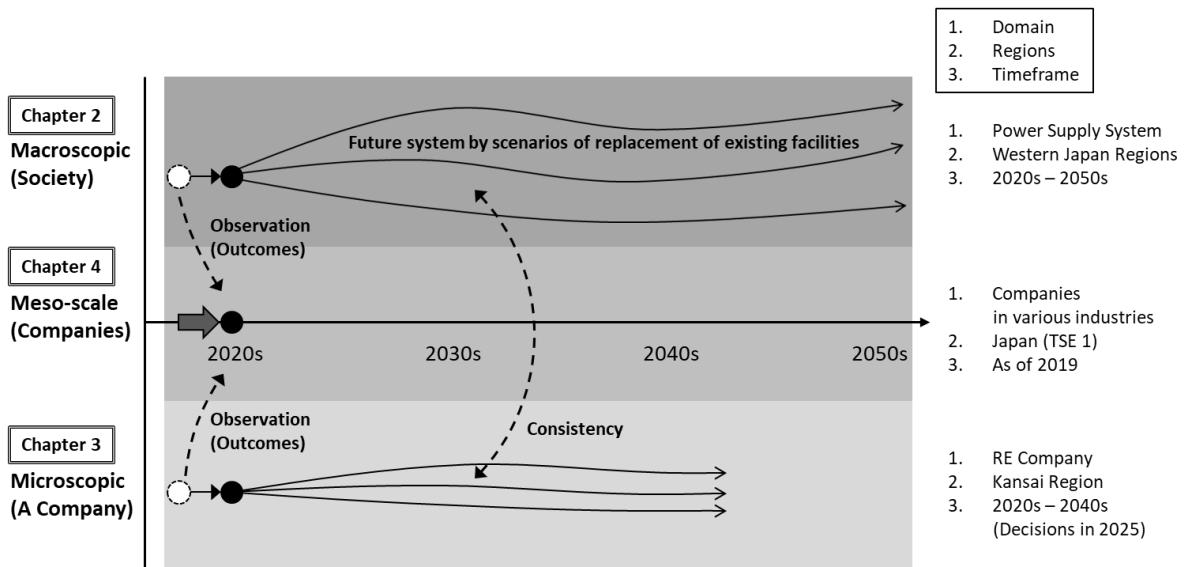 1. Domain
2. Regions
3. Timeframe
Chapter 2
Macroscopic
(Society)
Future system by scenarios of replacement of existing facilities
1. Power Supply System
2. Western Japan Regions
3. 2020s – 2050s
Observation
(Outcomes)
Chapter 4
Meso-scale
(Companies)
2020s
2030s
2040s
2050s
1. Companies
in various industries
2. Japan (TSE 1)
3. As of 2019
Observation
(Outcomes)
Consistency
Chapter 3
Microscopic
(A Company)
1. RE Company
2. Kansai Region
3. 2020s – 2040s
(Decisions in 2025)